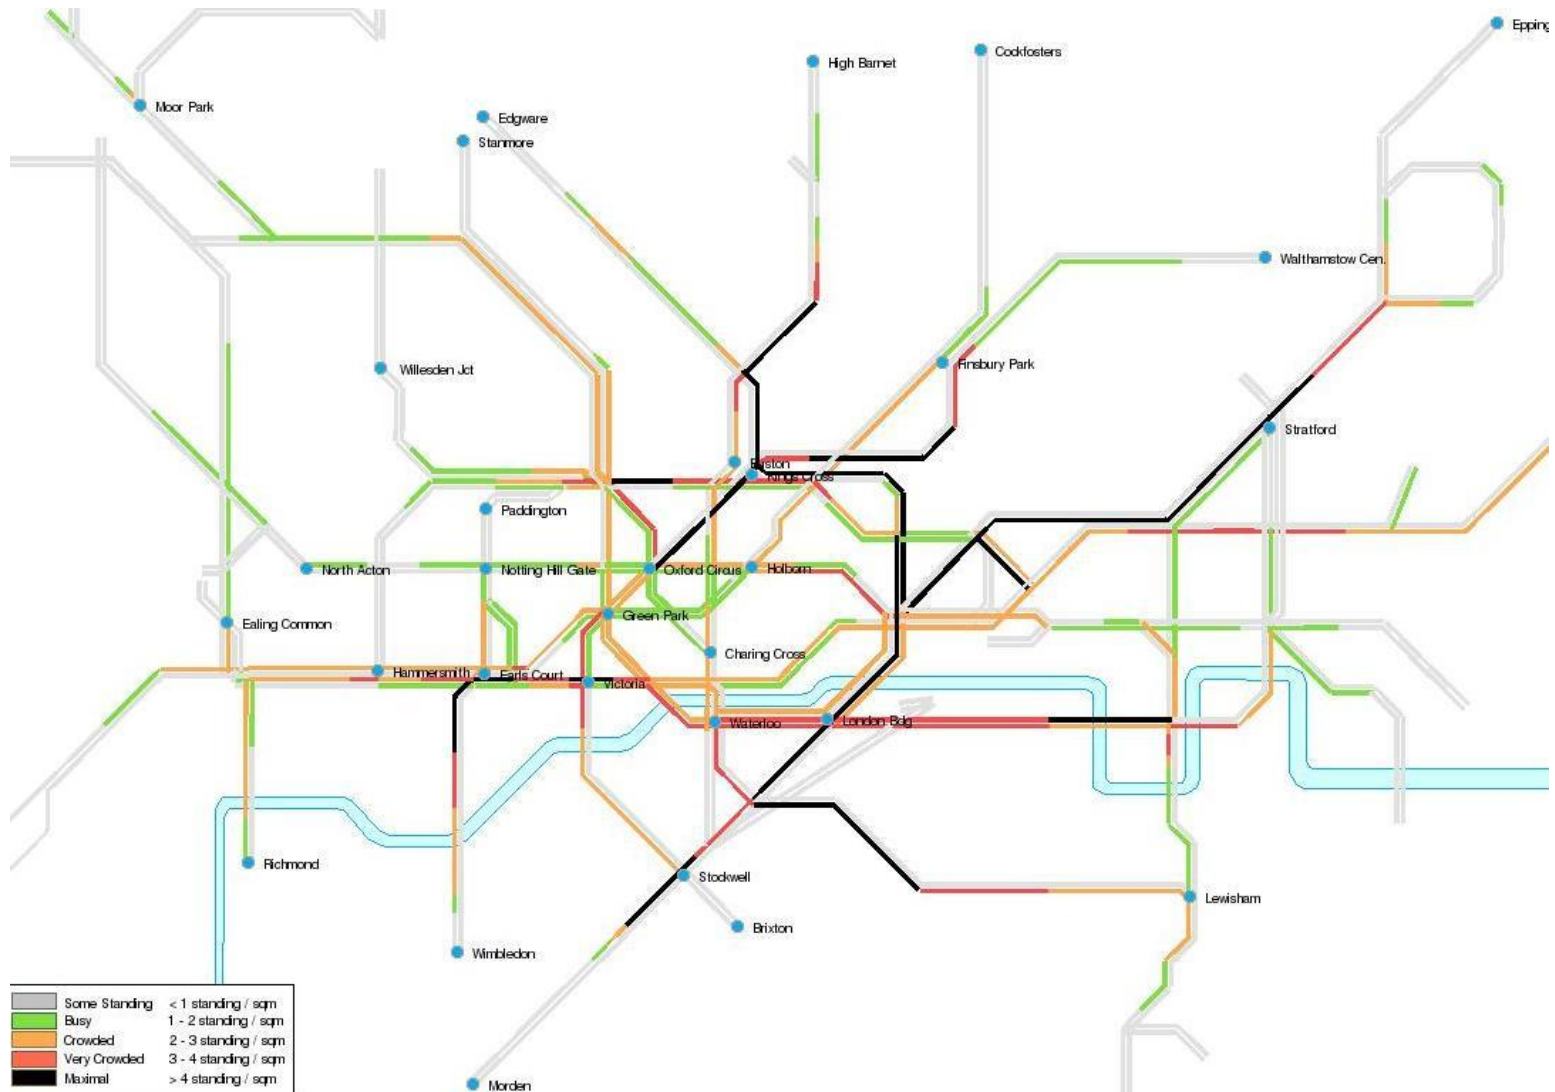 Epping
Cockfosters
High Barnet
Moor Park
Edgware
Stanmore
Walthamstow Cen.
Finsbury Park
Willesden Jct
Stratford
Euston
Kings Cross
Paddington
North Acton
Notting Hill Gate
Oxford Circus
Holborn
Green Park
Ealing Common
Charing Cross
Hammersmith
Earls Court
Victoria
Waterloo
London Bdg
Richmond
Stockwell
Lewisham
Brixton
Wimbledon
Some Standing < 1 standing / sqm
Busy 1 - 2 standing / sqm
Crowded 2 - 3 standing / sqm
Very Crowded 3 - 4 standing / sqm
Maximal > 4 standing / sqm
Morden